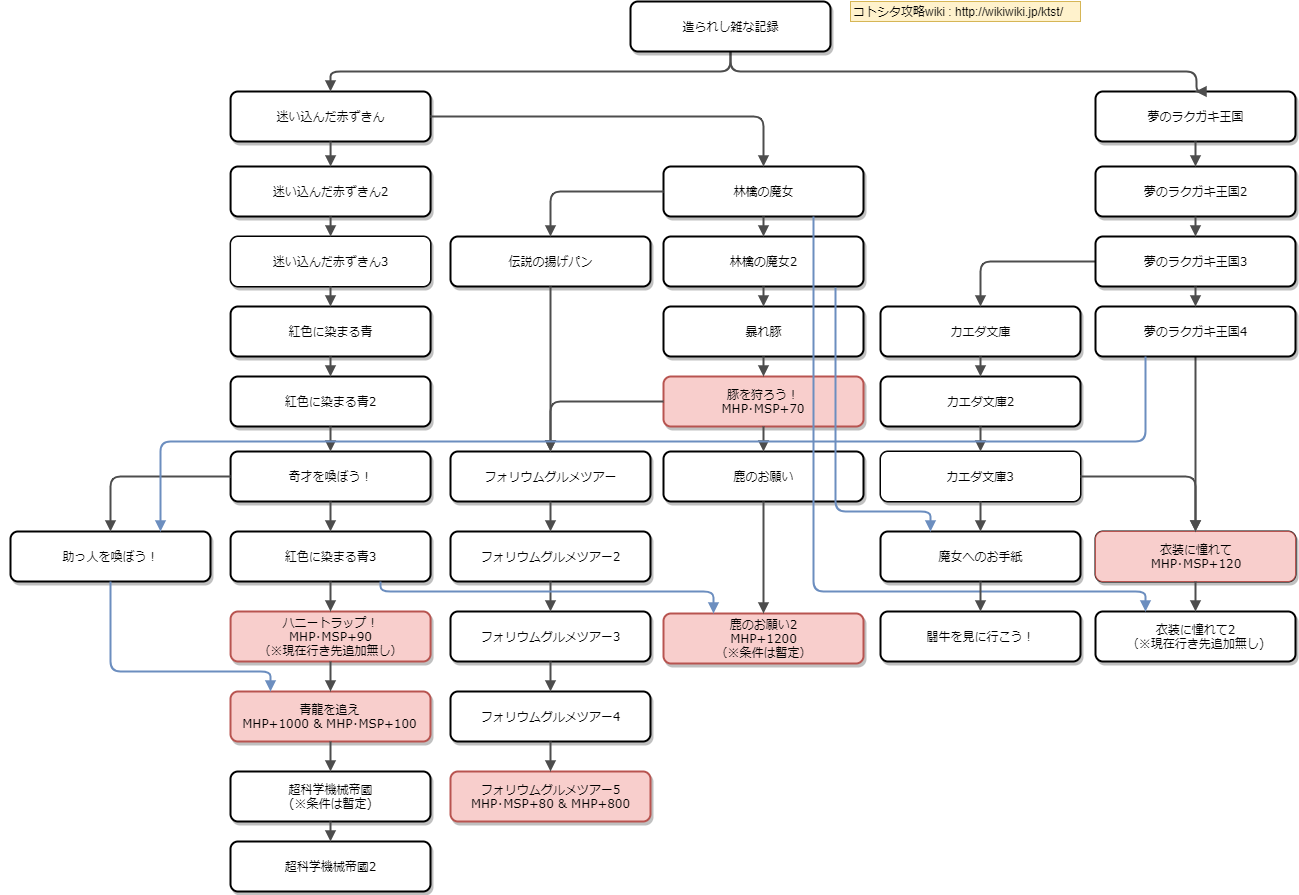 造られし雑な記録
コトシタ攻略wiki : http://wikiwiki.jp/ktst/
迷い込んだ赤ずきん
夢のラクガキ王国
迷い込んだ赤ずきん2
林檎の魔女
夢のラクガキ王国2
迷い込んだ赤ずきん3
伝説の揚げパン
林檎の魔女2
夢のラクガキ王国3
紅色に染まる青
暴れ豚
カエダ文庫
夢のラクガキ王国4
紅色に染まる青2
豚を狩ろう！
MHP･MSP+70
カエダ文庫2
奇才を喚ぼう！
フォリウムグルメツアー
鹿のお願い
カエダ文庫3
助っ人を喚ぼう！
紅色に染まる青3
フォリウムグルメツアー2
魔女へのお手紙
衣装に憧れて
MHP･MSP+120
ハニートラップ！
MHP･MSP+90
（※現在行き先追加無し）
フォリウムグルメツアー3
鹿のお願い2
MHP+1200
（※条件は暫定）
闘牛を見に行こう！
衣装に憧れて2
（※現在行き先追加無し）
青龍を追え
MHP+1000 & MHP･MSP+100
フォリウムグルメツアー4
超科学機械帝國
（※条件は暫定）
フォリウムグルメツアー5
MHP･MSP+80 & MHP+800
超科学機械帝國2